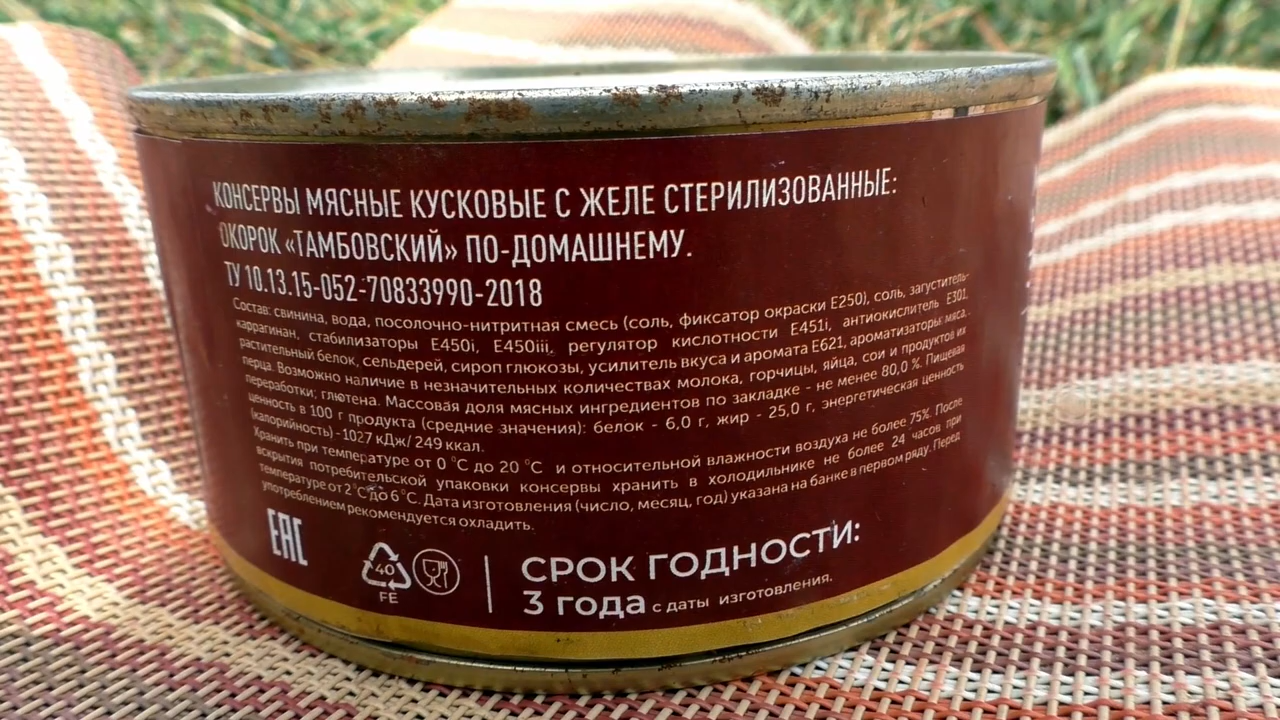 КОНСЕРВЫ МЯСНЫЕ КУСКОВЫЕ С ЖЕЛЕ СТЕРИЛИЗОВАННЫЕ:
ОКОРОК «ТАМБОВСКИЙ» ПО-ДОМАШНЕМУ.
ТУ 10.13.15-052-70833990-2018
Состав: свинина, вода, посолочно-нитритная смесь (соль, фиксатор окраски Е250), соль, загуститель-
каррагинан, стабилизаторы Е450i, Е450iii, регулятор кислотности Е451i, антиокислитель Е301,
растительный белок, сельдерей, сироп глюкозы, усилитель вкуса и аромата Е621, ароматизаторы: мяса,
перца. Возможно наличие в незначительных количествах молока, горчицы, яйца, сои и продуктов их
переработки; глютена. Массовая доля мясных ингредиентов по закладке - не менее 80,0 %. Пищевая
ценность в 100 г продукта (средние значения): белок - 6,0 г, жир - 25,0 г, энергетическая ценность
(калорийность) - 1027 кДж/ 249 ккал.
Хранить при температуре от 0 °С до 20 °С и относительной влажности воздуха не более 75%. После
вскрытия потребительской упаковки консервы хранить в холодильнике не более 24 часов при
температуре от 2°С до 6°С. Дата изготовления (число, месяц, год) указана на банке в первом ряду. Перед
употреблением рекомендуется охладить.
EAC
40
FE
СРОК ГОДНОСТИ:
3 года с даты изготовления.